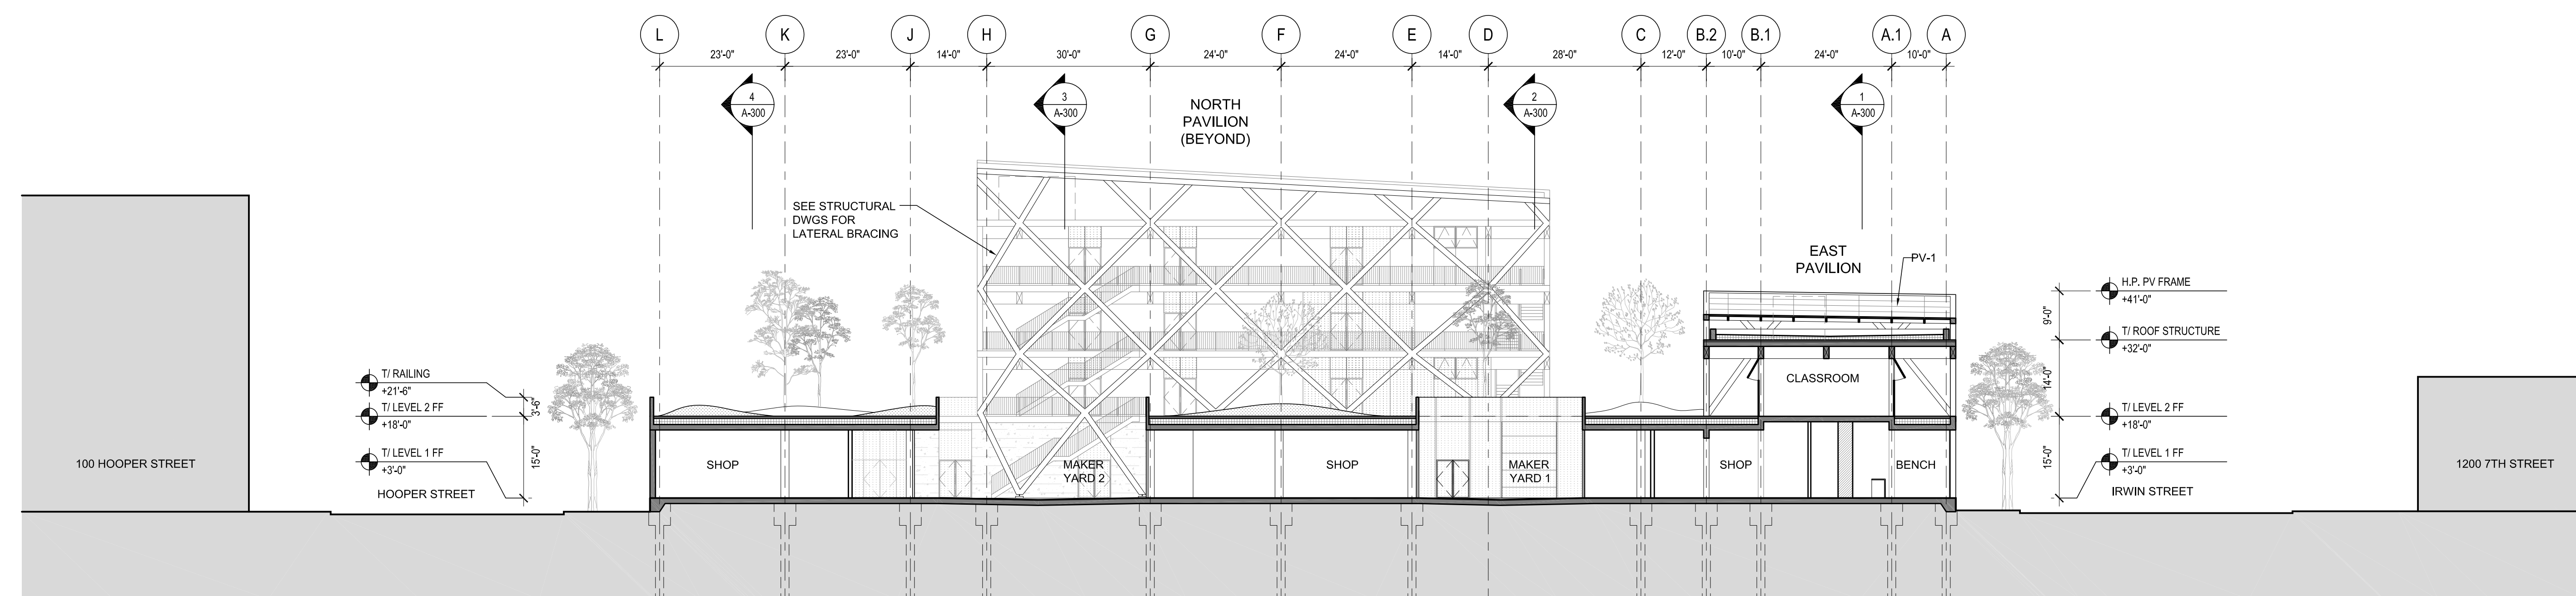 L K J H G F E D C B.2 B.1 A.1 A
23'-0" 23'-0" 14'-0" 30'-0" 24'-0" 24'-0" 14'-0" 28'-0" 12'-0" 10'-0" 24'-0" 10'-0"
4
A-300
3
A-300
2
A-300
1
A-300
NORTH
PAVILION
(BEYOND)
SEE STRUCTURAL
DWGS FOR
LATERAL BRACING
EAST
PAVILION
PV-1
H.P. PV FRAME
+41'-0"
9'-0"
T/ ROOF STRUCTURE
+32'-0"
14'-0"
T/ LEVEL 2 FF
+18'-0"
15'-0"
T/ LEVEL 1 FF
+3'-0"
IRWIN STREET
T/ RAILING
+21'-6"
3'-6"
T/ LEVEL 2 FF
+18'-0"
15'-0"
T/ LEVEL 1 FF
+3'-0"
HOOPER STREET
CLASSROOM
100 HOOPER STREET
SHOP
MAKER
YARD 2
SHOP
MAKER
YARD 1
SHOP
BENCH
1200 7TH STREET